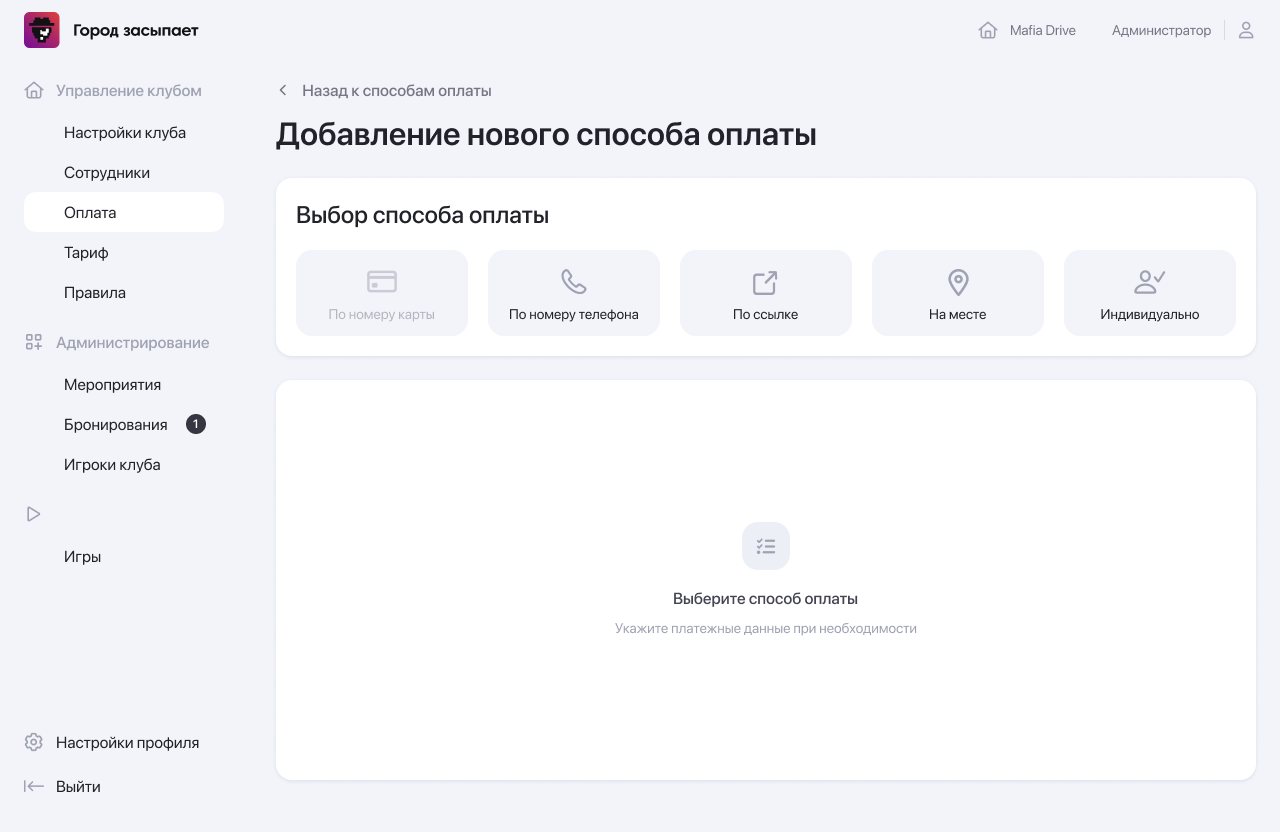 Город засыпает
Mafia Drive
Администратор
Управление клубом
Настройки клуба
Сотрудники
Оплата
Тариф
Правила
Администрирование
Мероприятия
Бронирования 1
Игроки клуба
Игры
Настройки профиля
Выйти
Назад к способам оплаты
Добавление нового способа оплаты
Выбор способа оплаты
По номеру карты
По номеру телефона
По ссылке
На месте
Индивидуально
Выберите способ оплаты
Укажите платежные данные при необходимости